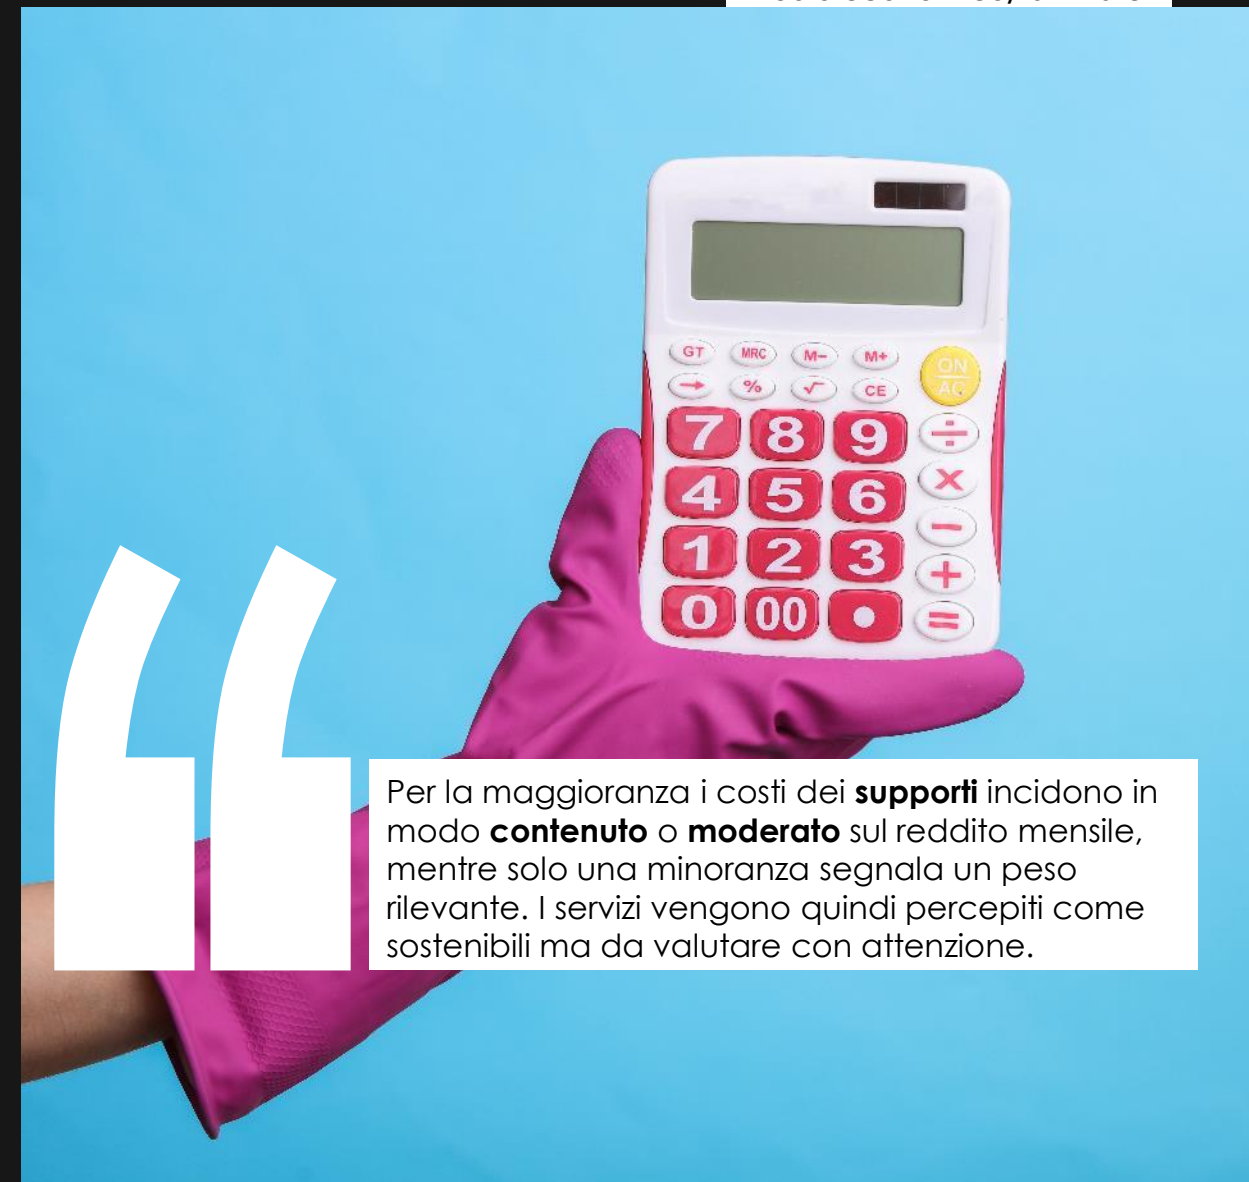 GT MRC M− M+ ON
→ % √ CE AC
7 8 9 ÷
4 5 6 ×
1 2 3 −
+
0 00 • =
Per la maggioranza i costi dei supporti incidono in
modo contenuto o moderato sul reddito mensile,
mentre solo una minoranza segnala un peso
rilevante. I servizi vengono quindi percepiti come
sostenibili ma da valutare con attenzione.